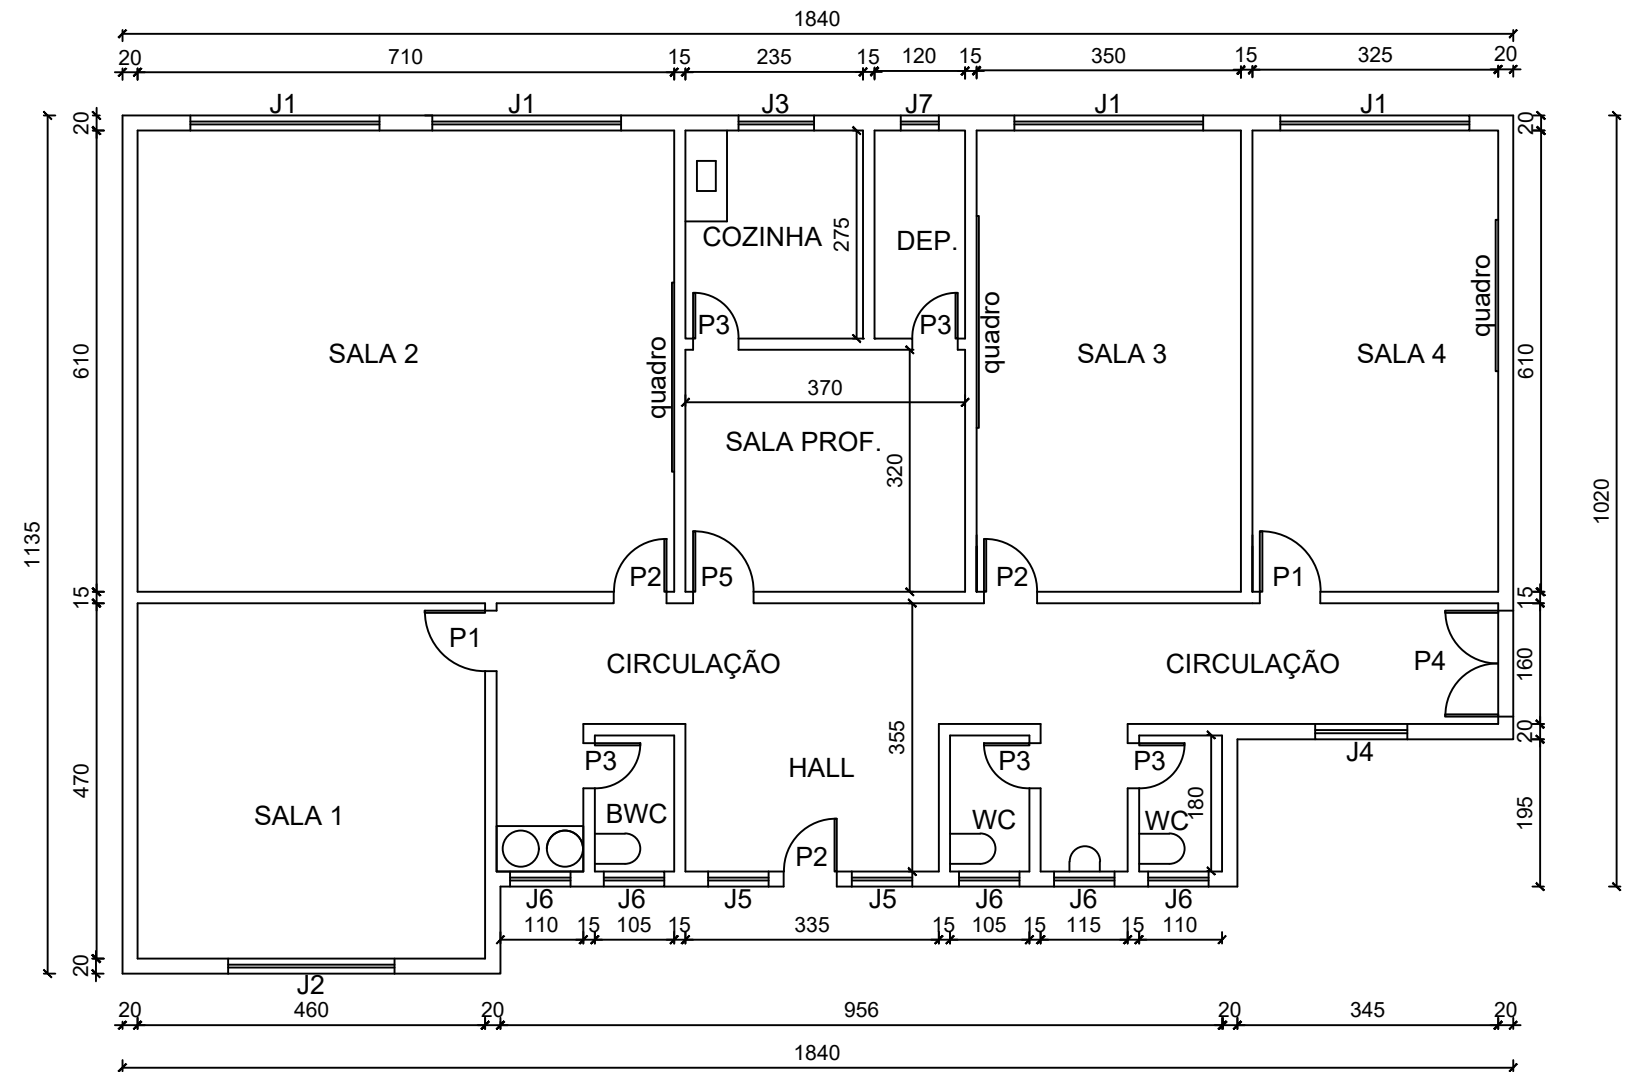 1840
20 710 15 235 15 120 15 350 15 325 20
J1 J1 J3 J7 J1 J1
20 20
COZINHA 275 DEP.
quadro quadro quadro
P3 P3
610 SALA 2 SALA 3 SALA 4 610
370
SALA PROF.
320
1135 1020
P2 P5 P2 P1
15 15
P1
CIRCULAÇÃO CIRCULAÇÃO P4 160
20
355
P3 HALL P3 P3 J4
470
SALA 1 BWC WC WC 180 195
P2
J6 J6 J5 J5 J6 J6 J6
110 15 105 15 335 15 105 15 115 15 110
20
J2
20 460 20 956 20 345 20
1840